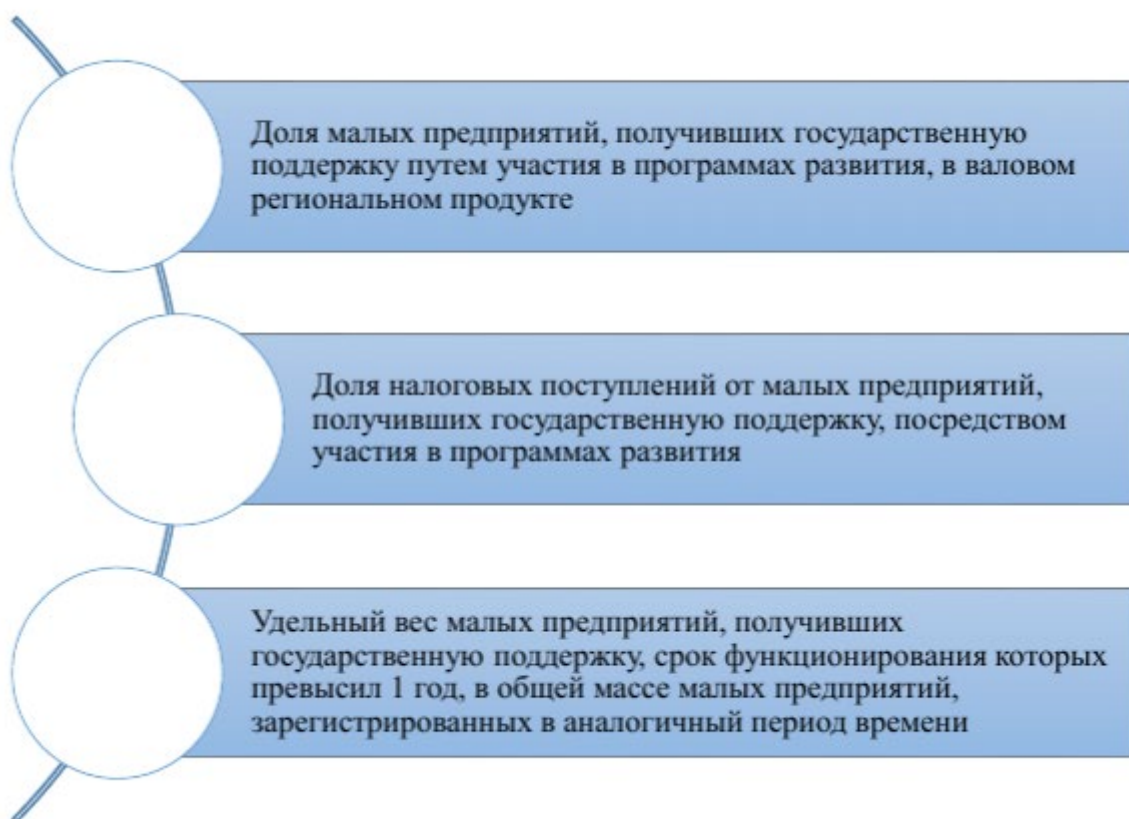 Доля малых предприятий, получивших государственную
поддержку путем участия в программах развития, в валовом
региональном продукте
Доля налоговых поступлений от малых предприятий,
получивших государственную поддержку, посредством
участия в программах развития
Удельный вес малых предприятий, получивших
государственную поддержку, срок функционирования которых
превысил 1 год, в общей массе малых предприятий,
зарегистрированных в аналогичный период времени